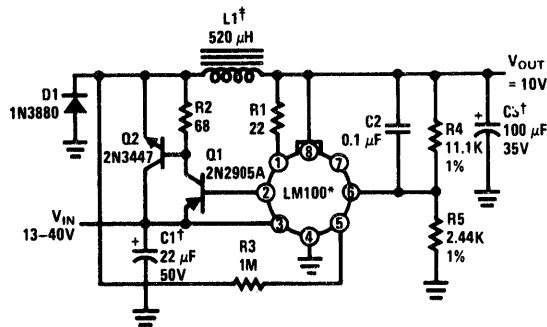 L1‡
520 μH
VOUT
= 10V
D1
1N3880
R2
68
R1
22
C2
0.1 μF
R4
11.1K
1%
C3†
100 μF
35V
Q2
2N3447
Q1
2N2905A
LM100*
1
8
7
2
6
3
4
5
VIN
13-40V
C1†
22 μF
50V
R3
1M
R5
2.44K
1%
+
+